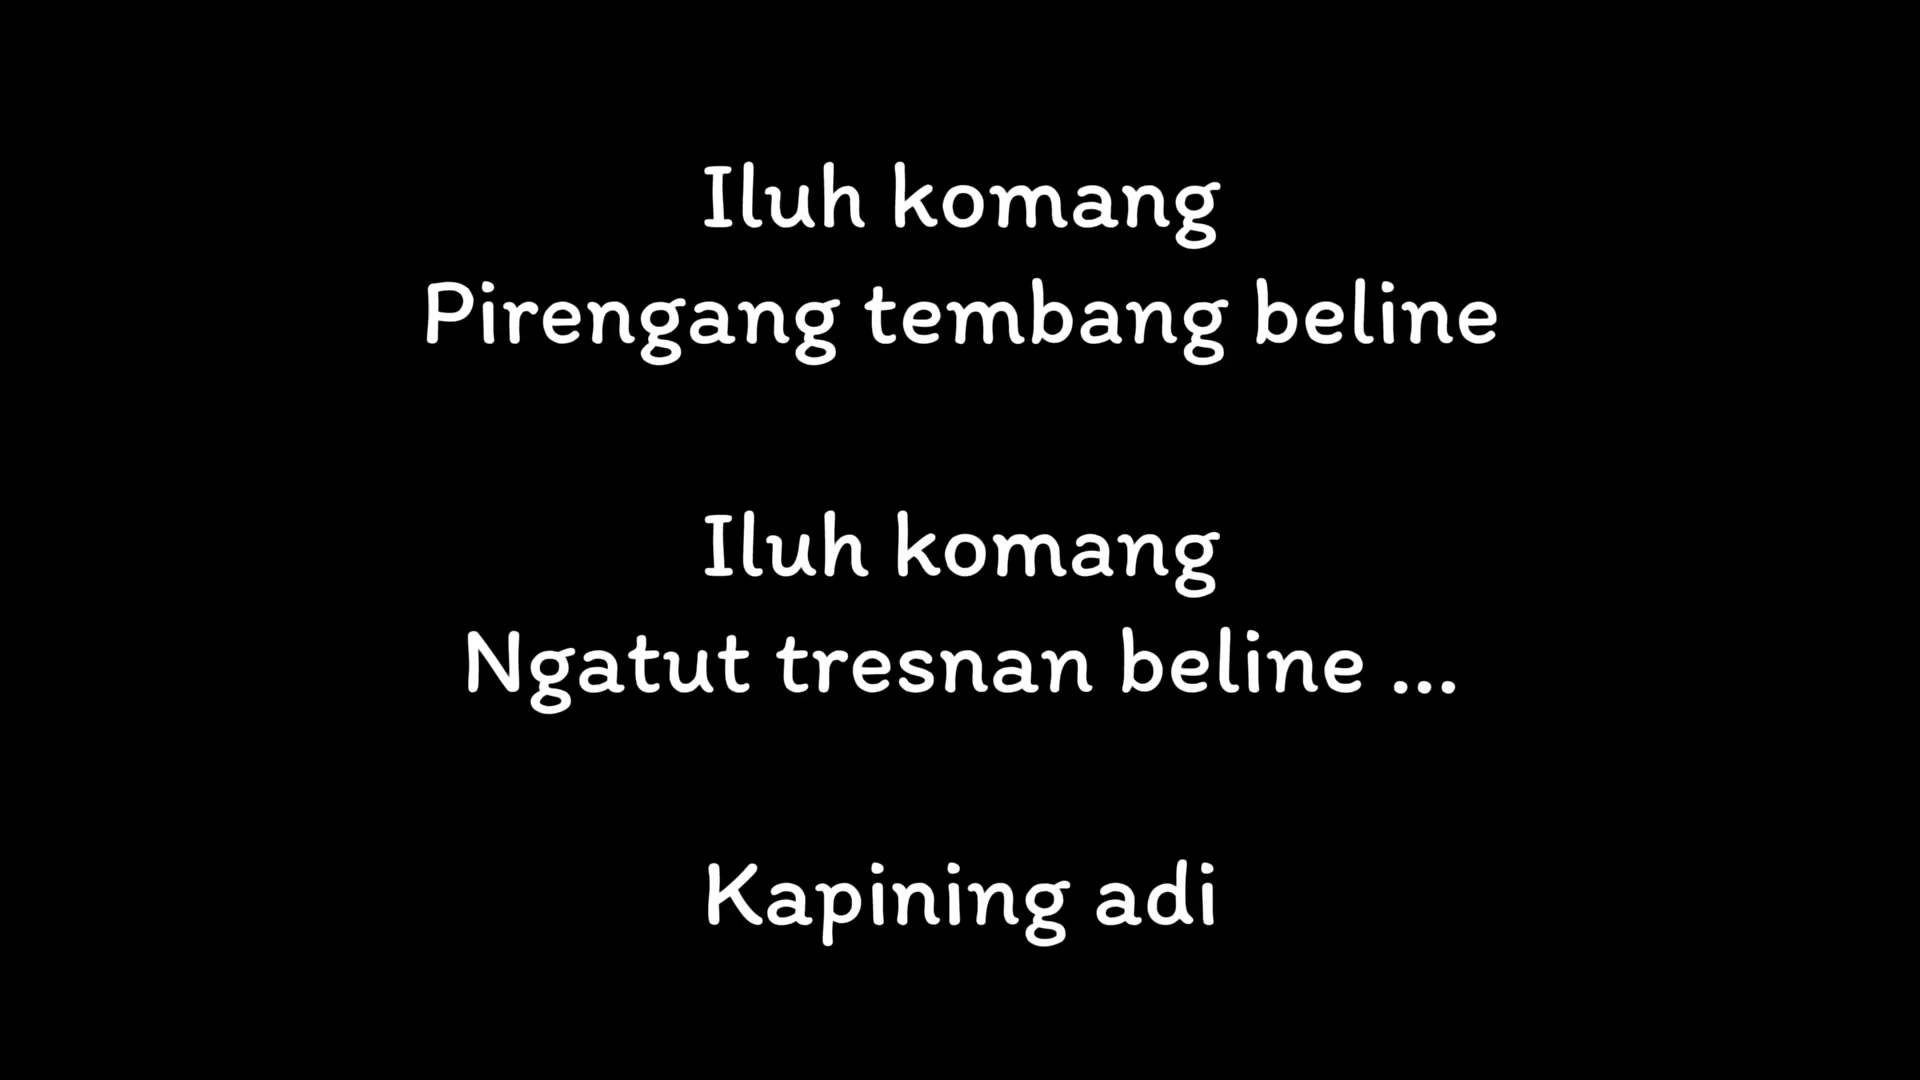 Iluh komang
Pirengang tembang beline
Iluh komang
Ngatut tresnan beline ...
Kapining adi